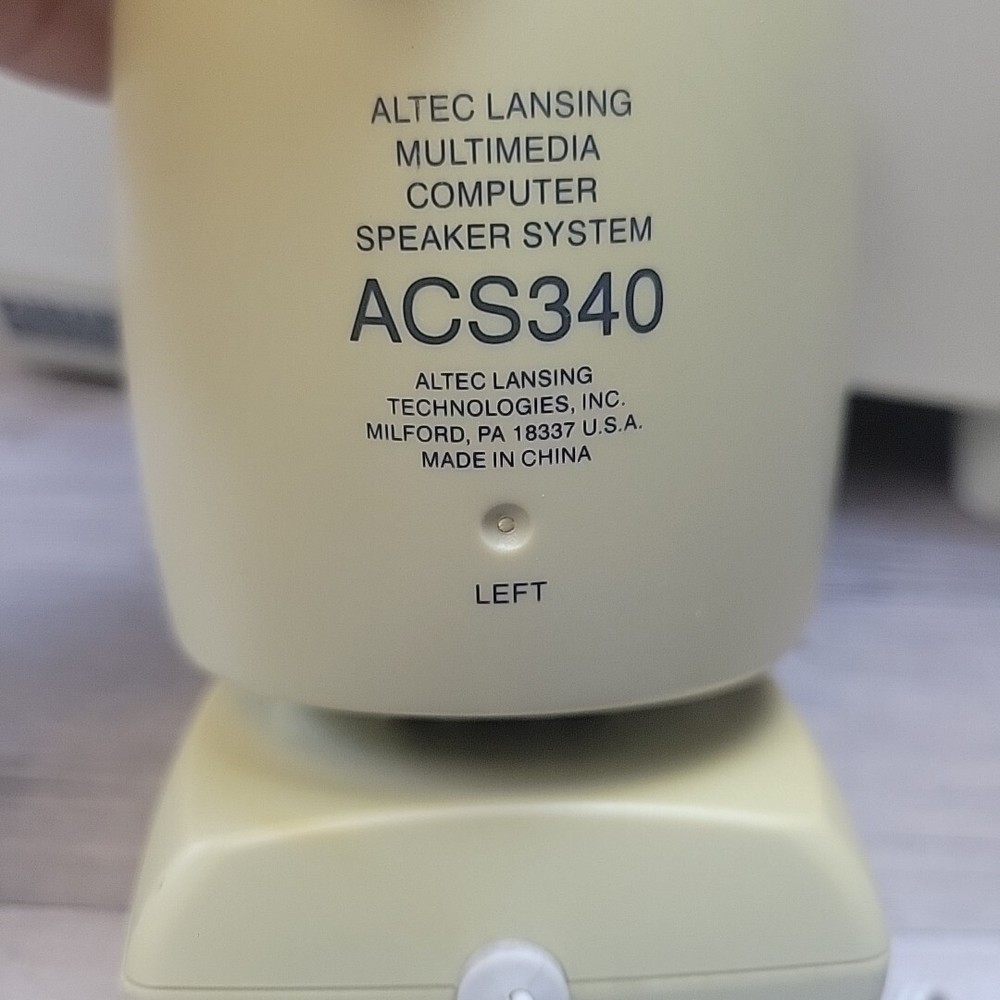 ALTEC LANSING
MULTIMEDIA
COMPUTER
SPEAKER SYSTEM
ACS340
ALTEC LANSING
TECHNOLOGIES, INC.
MILFORD, PA 18337 U.S.A.
MADE IN CHINA
LEFT